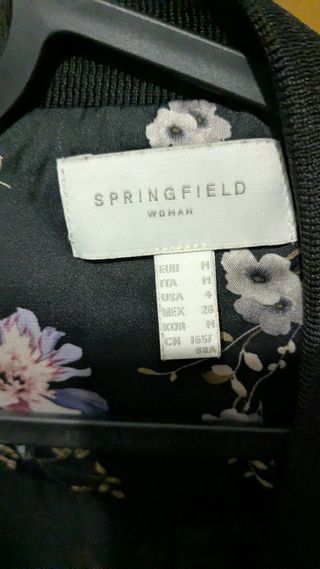 SPRINGFIELD
WOMAN
EUR M
ITA M
USA 4
MEX 28
KOR M
CN 165/
88A